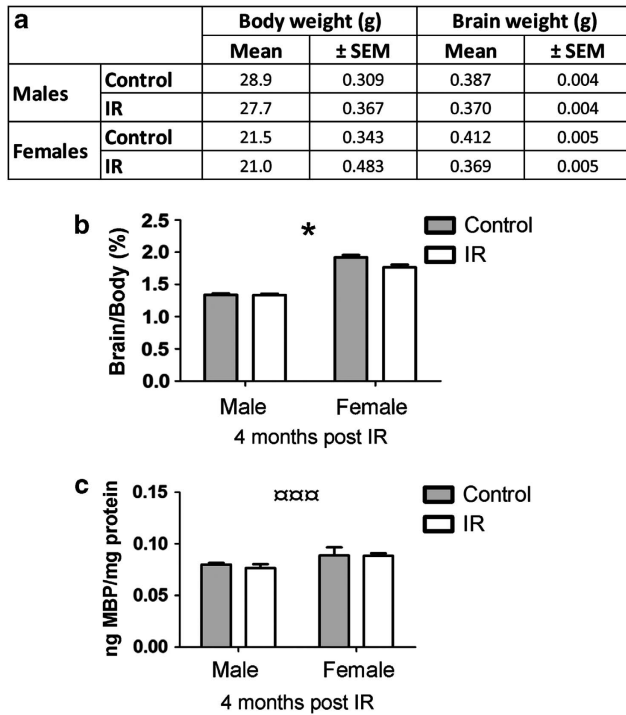 a
Body weight (g) Brain weight (g)
Mean ± SEM Mean ± SEM
Males Control 28.9 0.309 0.387 0.004
IR 27.7 0.367 0.370 0.004
Females Control 21.5 0.343 0.412 0.005
IR 21.0 0.483 0.369 0.005
b
Brain/Body (%)
2.5
2.0
1.5
1.0
0.5
0.0
*
Control
IR
Male Female
4 months post IR
c
ng MBP/mg protein
0.15
0.10
0.05
0.00
¤¤¤
Control
IR
Male Female
4 months post IR